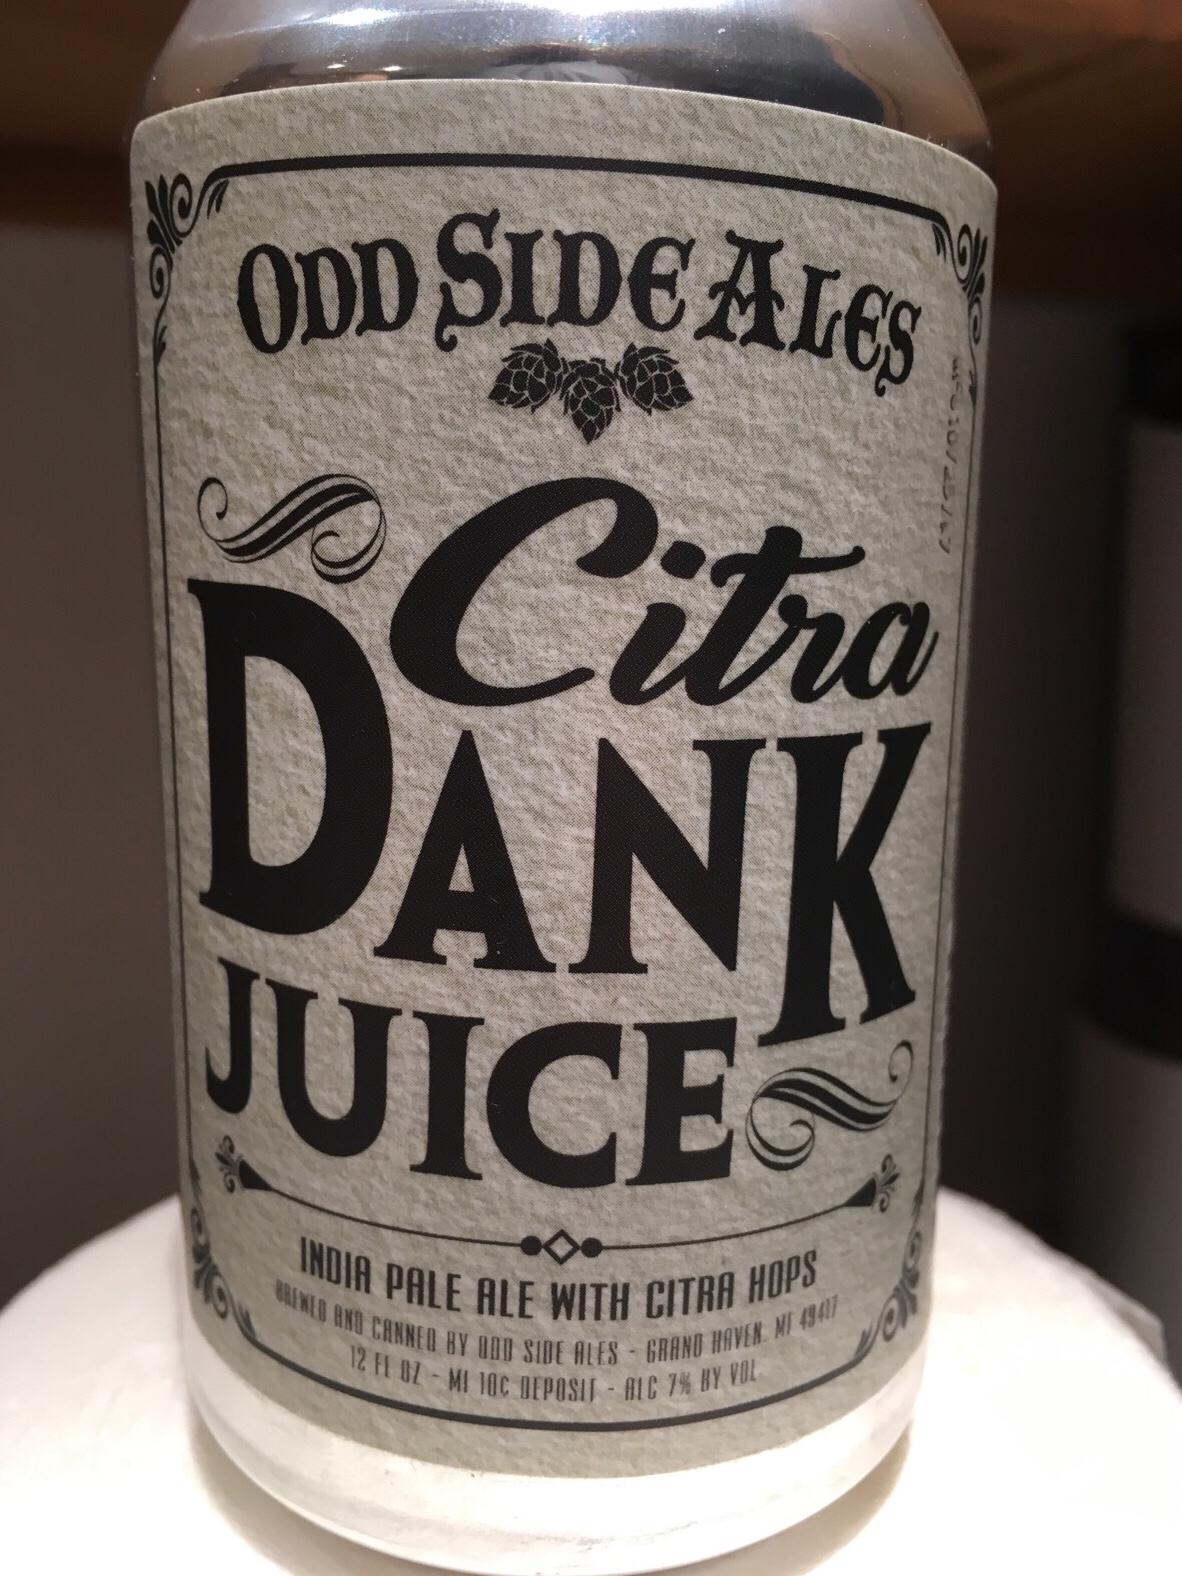 ODD SIDE ALES
Citra
DANK
JUICE
INDIA PALE ALE WITH CITRA HOPS
BREWED AND CANNED BY ODD SIDE ALES - GRAND HAVEN, MI 49417
12 FL OZ - MI 10¢ DEPOSIT - ALC 7% BY VOL